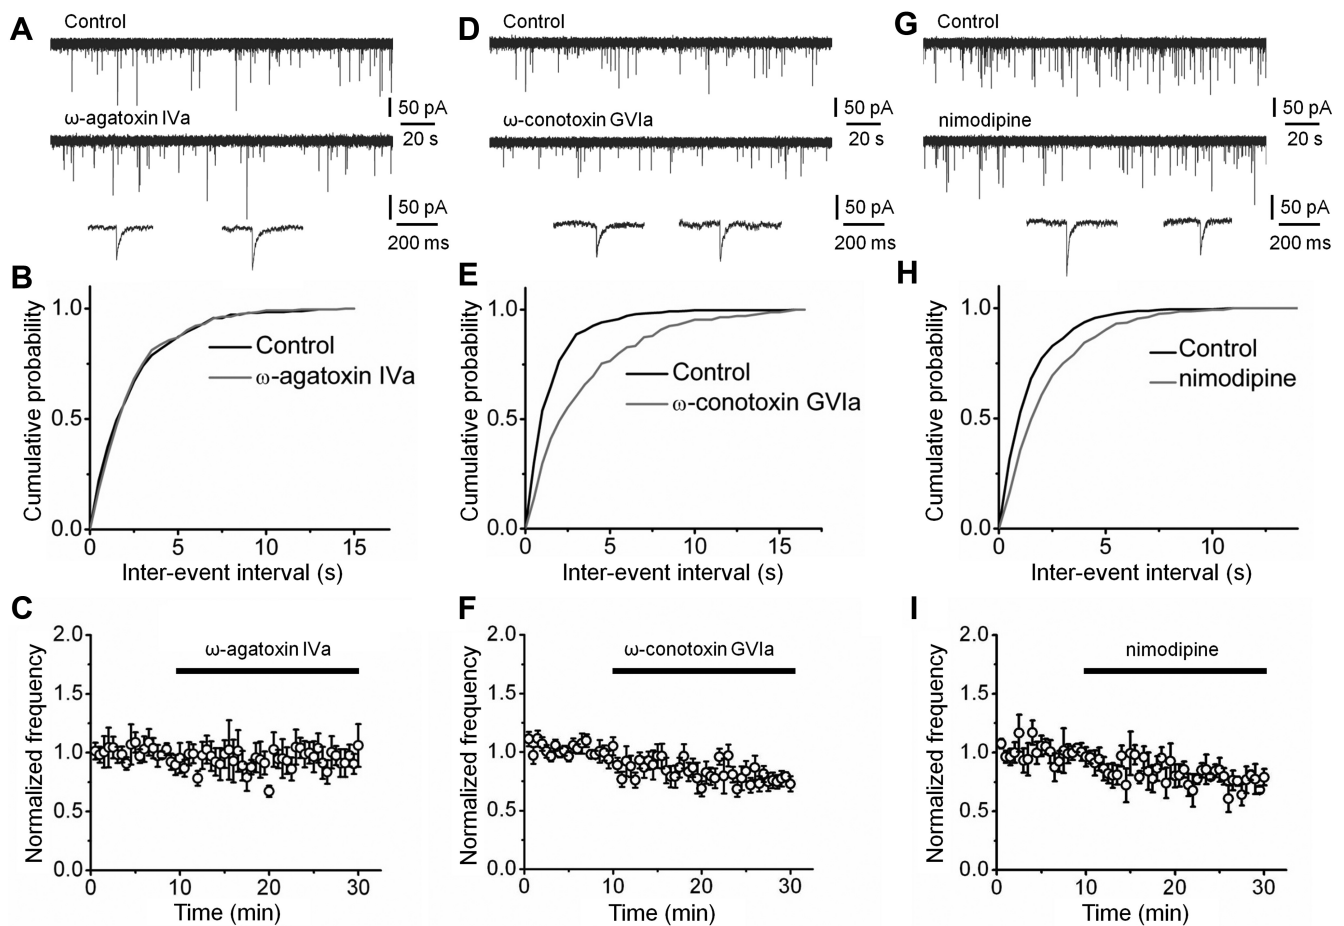 A
Control
50 pA
20 s
ω-agatoxin IVa
50 pA
200 ms
D
Control
50 pA
20 s
ω-conotoxin GVIa
50 pA
200 ms
G
Control
50 pA
20 s
nimodipine
50 pA
200 ms
B
Cumulative probability
1.0
0.5
0.0
Control
ω-agatoxin IVa
0 5 10 15
Inter-event interval (s)
E
Cumulative probability
1.0
0.5
0.0
Control
ω-conotoxin GVIa
0 5 10 15
Inter-event interval (s)
H
Cumulative probability
1.0
0.5
0.0
Control
nimodipine
0 5 10
Inter-event interval (s)
C
Normalized frequency
2.0
1.5
1.0
0.5
0.0
ω-agatoxin IVa
0 10 20 30
Time (min)
F
Normalized frequency
2.0
1.5
1.0
0.5
0.0
ω-conotoxin GVIa
0 10 20 30
Time (min)
I
Normalized frequency
2.0
1.5
1.0
0.5
0.0
nimodipine
0 10 20 30
Time (min)